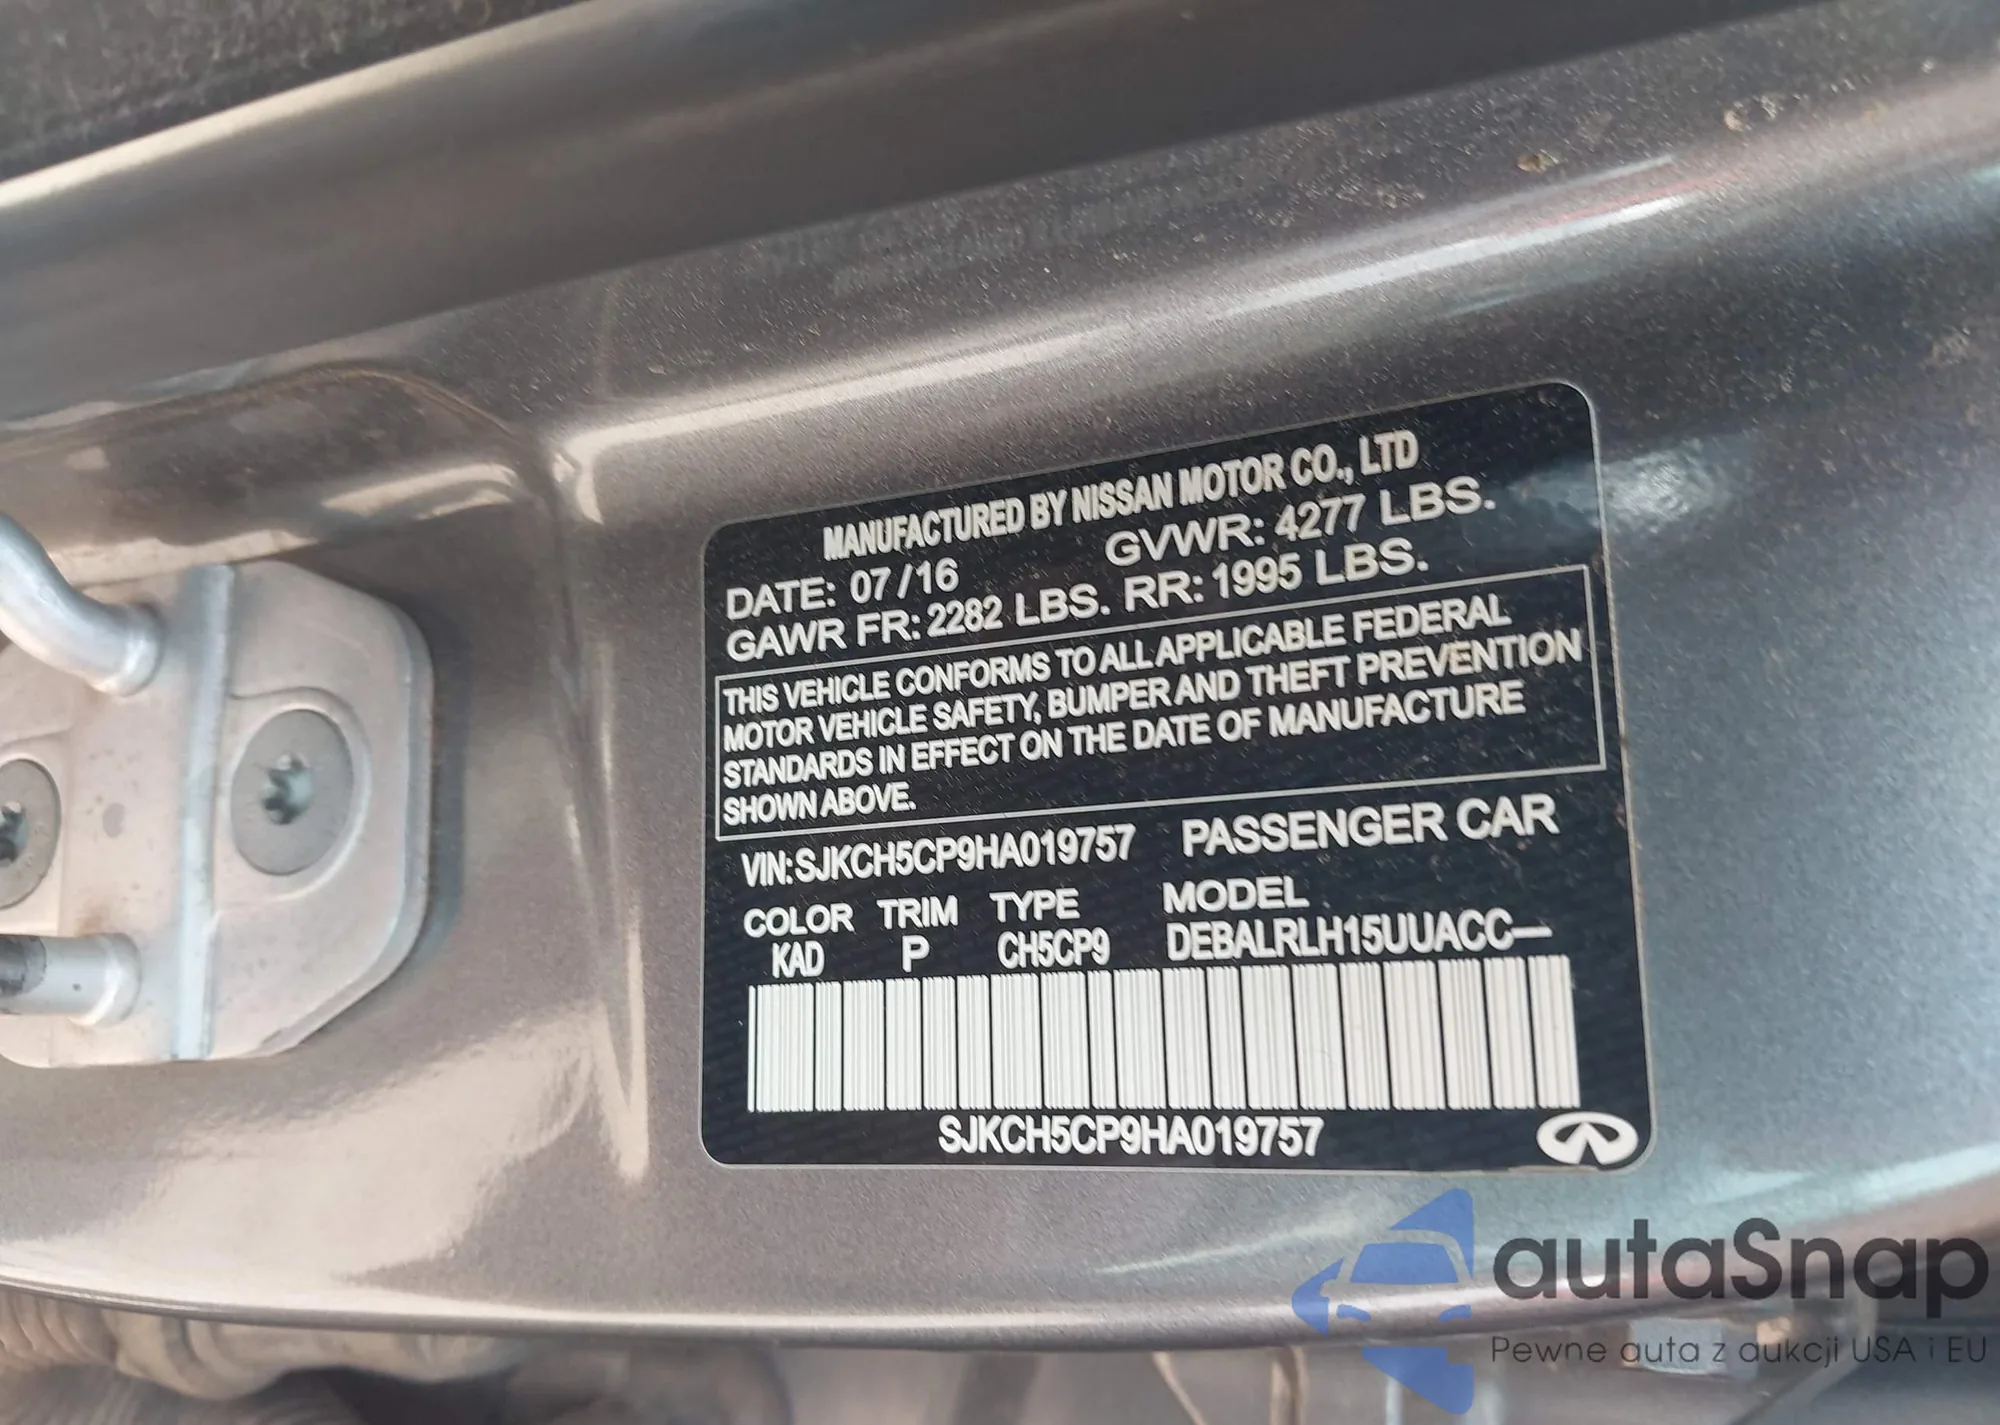 MANUFACTURED BY NISSAN MOTOR CO., LTD
DATE: 07/16 GVWR: 4277 LBS.
GAWR FR: 2282 LBS. RR: 1995 LBS.
THIS VEHICLE CONFORMS TO ALL APPLICABLE FEDERAL
MOTOR VEHICLE SAFETY, BUMPER AND THEFT PREVENTION
STANDARDS IN EFFECT ON THE DATE OF MANUFACTURE
SHOWN ABOVE.
VIN: SJKCH5CP9HA019757 PASSENGER CAR
COLOR TRIM TYPE MODEL
KAD P CH5CP9 DEBALRLH15UUACC—
SJKCH5CP9HA019757
autaSnap
Pewne auta z aukcji USA i EU